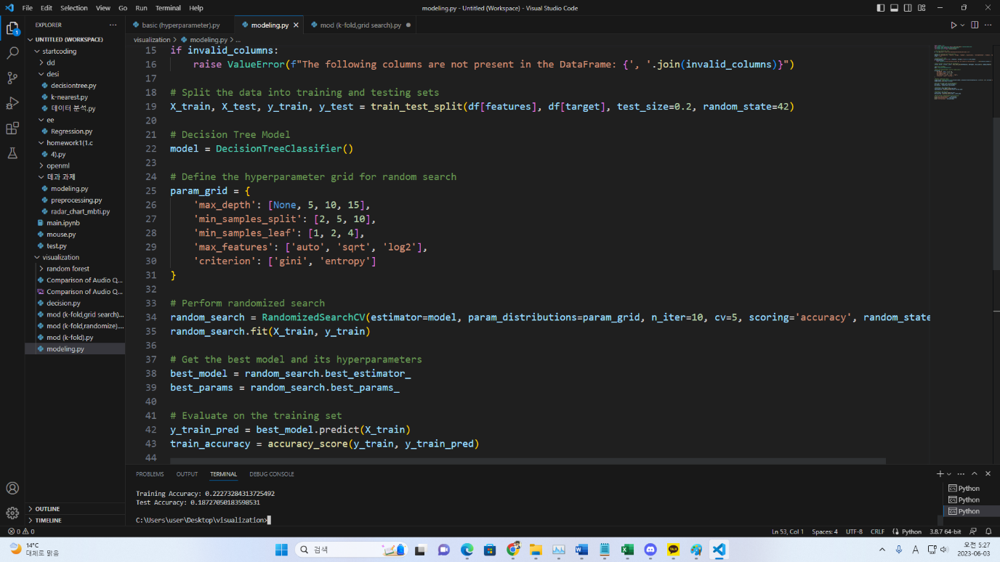 File Edit Selection View Go Run Terminal Help
modeling.py - Untitled (Workspace) - Visual Studio Code
EXPLORER
1
UNTITLED (WORKSPACE)
startcoding
dd
desi
decisiontree.py
k-nearest.py
데이터 분석.py
ee
Regression.py
homework1(1.c
4).py
openml
데과 과제
modeling.py
preprocessing.py
radar_chart_mbti.py
main.ipynb
mouse.py
test.py
visualization
random forest
Comparison of Audio Q...
Comparison of Audio Q...
decision.py
mod (k-fold,grid search)...
mod (k-fold,randomize)....
mod (k-fold).py
modeling.py
OUTLINE
TIMELINE
basic (hyperparameter).py modeling.py mod (k-fold,grid search).py
visualization > modeling.py > ...
15 if invalid_columns:
16 raise ValueError(f"The following columns are not present in the DataFrame: {', '.join(invalid_columns)}")
17
18 # Split the data into training and testing sets
19 X_train, X_test, y_train, y_test = train_test_split(df[features], df[target], test_size=0.2, random_state=42)
20
21 # Decision Tree Model
22 model = DecisionTreeClassifier()
23
24 # Define the hyperparameter grid for random search
25 param_grid = {
26 'max_depth': [None, 5, 10, 15],
27 'min_samples_split': [2, 5, 10],
28 'min_samples_leaf': [1, 2, 4],
29 'max_features': ['auto', 'sqrt', 'log2'],
30 'criterion': ['gini', 'entropy']
31 }
32
33 # Perform randomized search
34 random_search = RandomizedSearchCV(estimator=model, param_distributions=param_grid, n_iter=10, cv=5, scoring='accuracy', random_state
35 random_search.fit(X_train, y_train)
36
37 # Get the best model and its hyperparameters
38 best_model = random_search.best_estimator_
39 best_params = random_search.best_params_
40
41 # Evaluate on the training set
42 y_train_pred = best_model.predict(X_train)
43 train_accuracy = accuracy_score(y_train, y_train_pred)
44
PROBLEMS OUTPUT TERMINAL DEBUG CONSOLE
Training Accuracy: 0.22273284313725492
Test Accuracy: 0.18727050183598531
C:\Users\user\Desktop\visualization>
Python
Python
Python
0 0
Ln 53, Col 1 Spaces: 4 UTF-8 CRLF Python 3.8.7 64-bit
14°C
대체로 맑음
검색
TALK
A
오전 5:27
2023-06-03